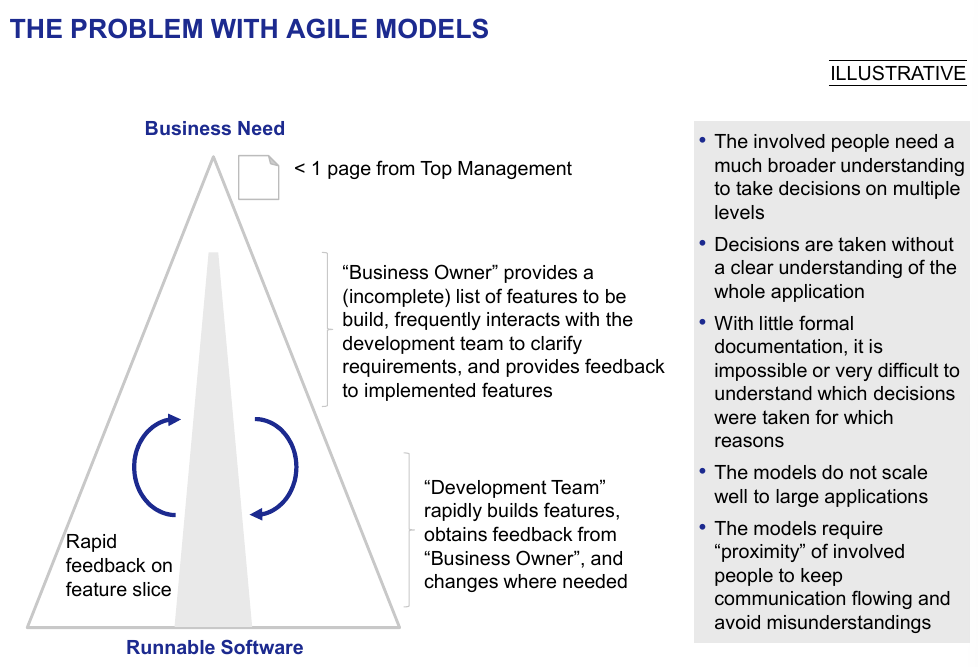 THE PROBLEM WITH AGILE MODELS
ILLUSTRATIVE
Business Need
< 1 page from Top Management
“Business Owner” provides a
(incomplete) list of features to be
build, frequently interacts with the
development team to clarify
requirements, and provides feedback
to implemented features
“Development Team”
rapidly builds features,
obtains feedback from
“Business Owner”, and
changes where needed
Rapid
feedback on
feature slice
Runnable Software
• The involved people need a
much broader understanding
to take decisions on multiple
levels
• Decisions are taken without
a clear understanding of the
whole application
• With little formal
documentation, it is
impossible or very difficult to
understand which decisions
were taken for which
reasons
• The models do not scale
well to large applications
• The models require
“proximity” of involved
people to keep
communication flowing and
avoid misunderstandings